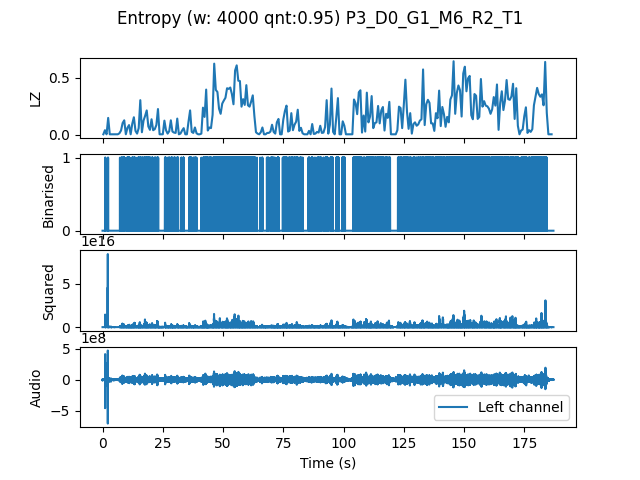 Entropy (w: 4000 qnt:0.95) P3_D0_G1_M6_R2_T1
LZ
0.5
0.0
Binarised
1
0
1e16
Squared
5
0
1e8
Audio
5
0
−5
Left channel
0 25 50 75 100 125 150 175
Time (s)